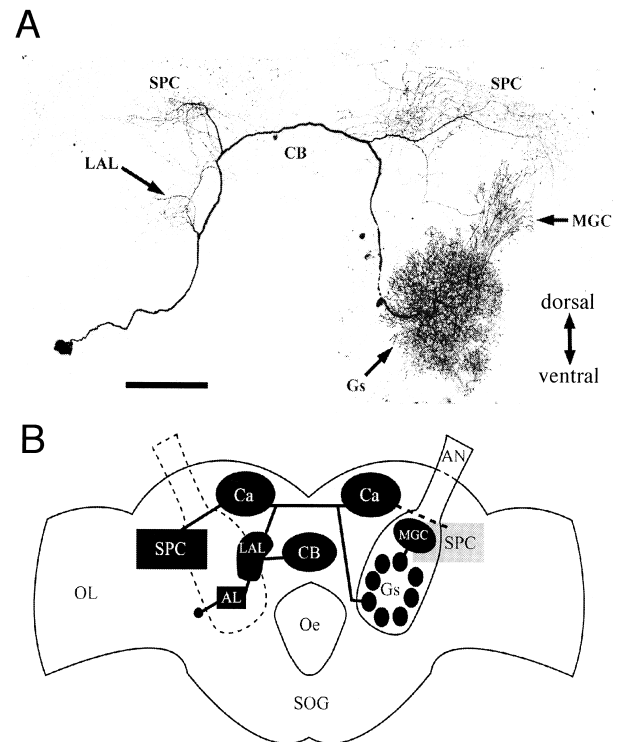 A
SPC
SPC
CB
LAL
MGC
dorsal
Gs
ventral
B
AN
Ca
Ca
MGC
SPC
LAL
CB
SPC
OL
AL
Gs
Oe
SOG